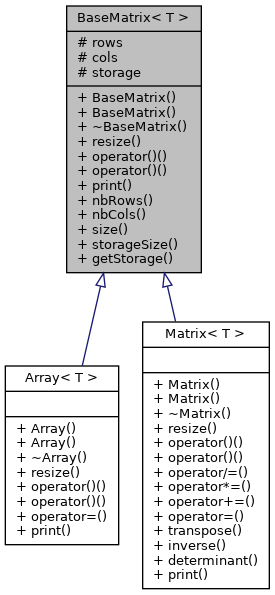 BaseMatrix< T >
# rows
# cols
# storage
+ BaseMatrix()
+ BaseMatrix()
+ ~BaseMatrix()
+ resize()
+ operator()()
+ operator()()
+ print()
+ nbRows()
+ nbCols()
+ size()
+ storageSize()
+ getStorage()
Array< T >
+ Array()
+ Array()
+ ~Array()
+ resize()
+ operator()()
+ operator()()
+ operator=()
+ print()
Matrix< T >
+ Matrix()
+ Matrix()
+ ~Matrix()
+ resize()
+ operator()()
+ operator()()
+ operator/=()
+ operator*=()
+ operator+=()
+ operator=()
+ transpose()
+ inverse()
+ determinant()
+ print()